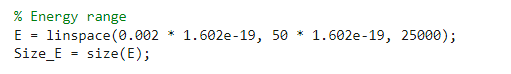 % Energy range
E = linspace(0.002 * 1.602e-19, 50 * 1.602e-19, 25000);
Size_E = size(E);